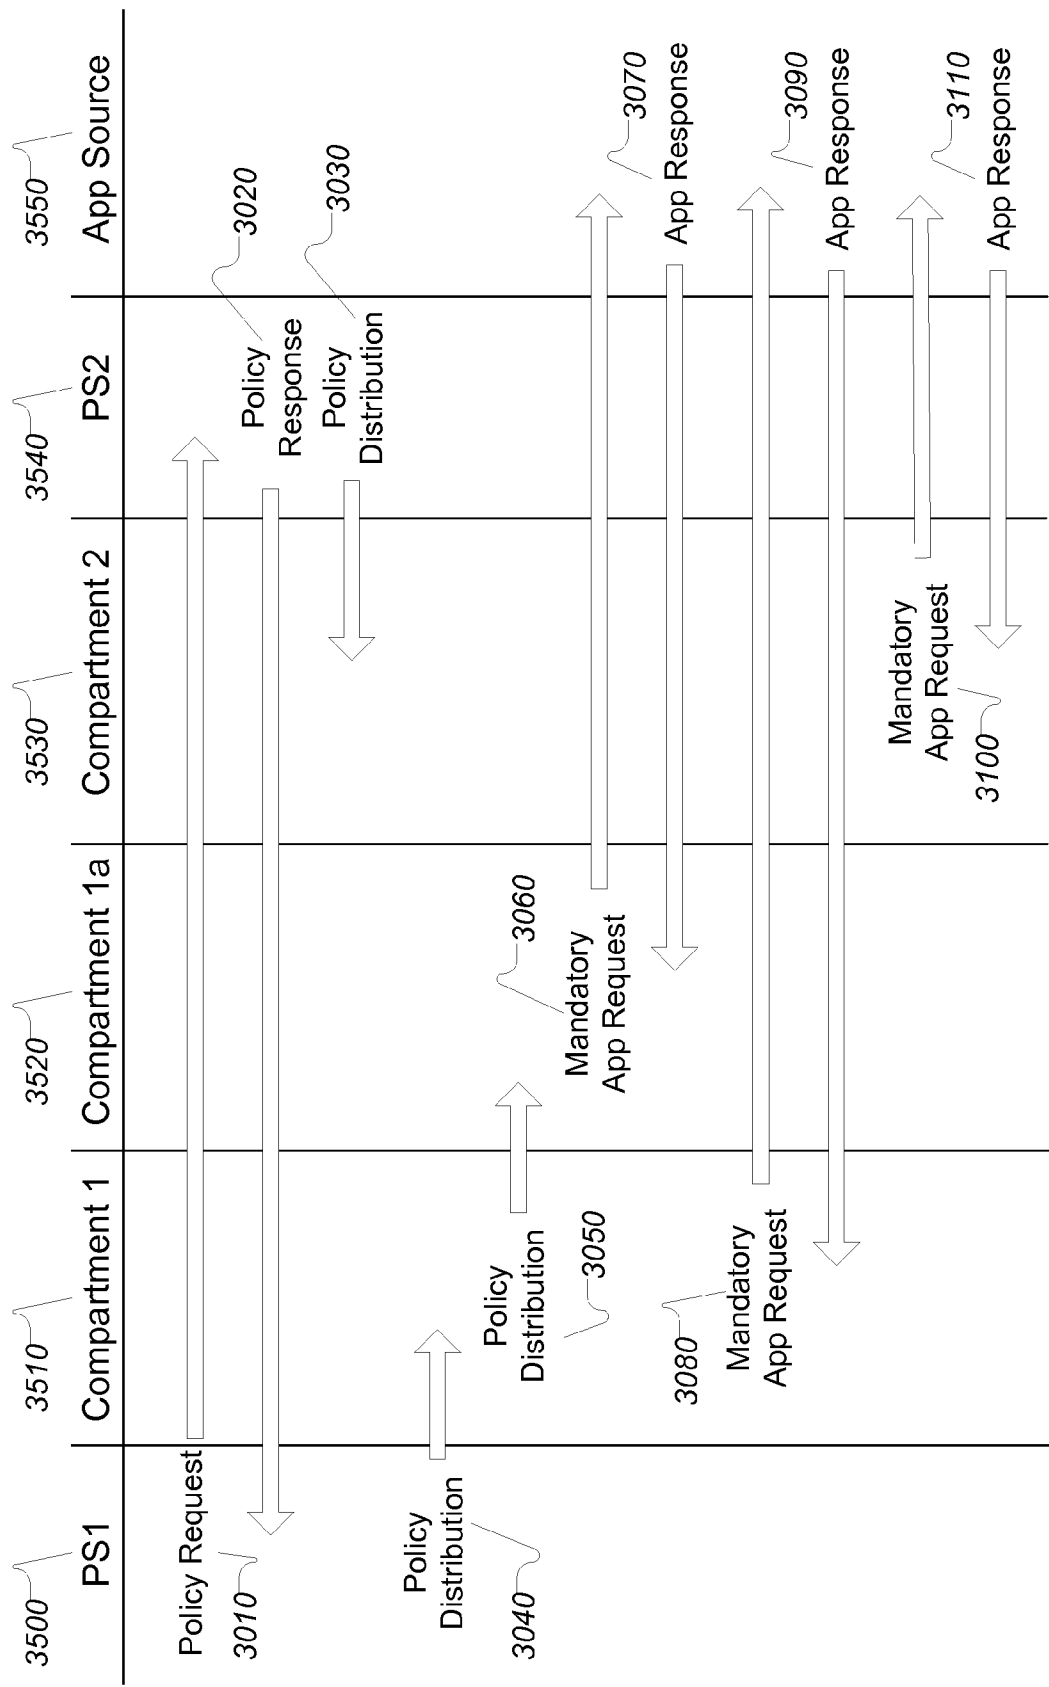 3500
3510
3520
3530
3540
3550
PS1
Compartment 1
Compartment 1a
Compartment 2
PS2
App Source
Policy Request
3010
Policy
Response
3020
Policy
Distribution
3030
Policy
Distribution
3040
Policy
Distribution
3050
Mandatory
App Request
3060
3070
App Response
3080
Mandatory
App Request
3090
App Response
Mandatory
App Request
3100
3110
App Response